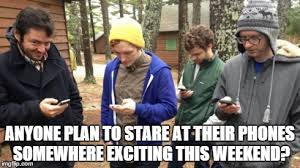 ANYONE PLAN TO STARE AT THEIR PHONES
SOMEWHERE EXCITING THIS WEEKEND?
imgflip.com